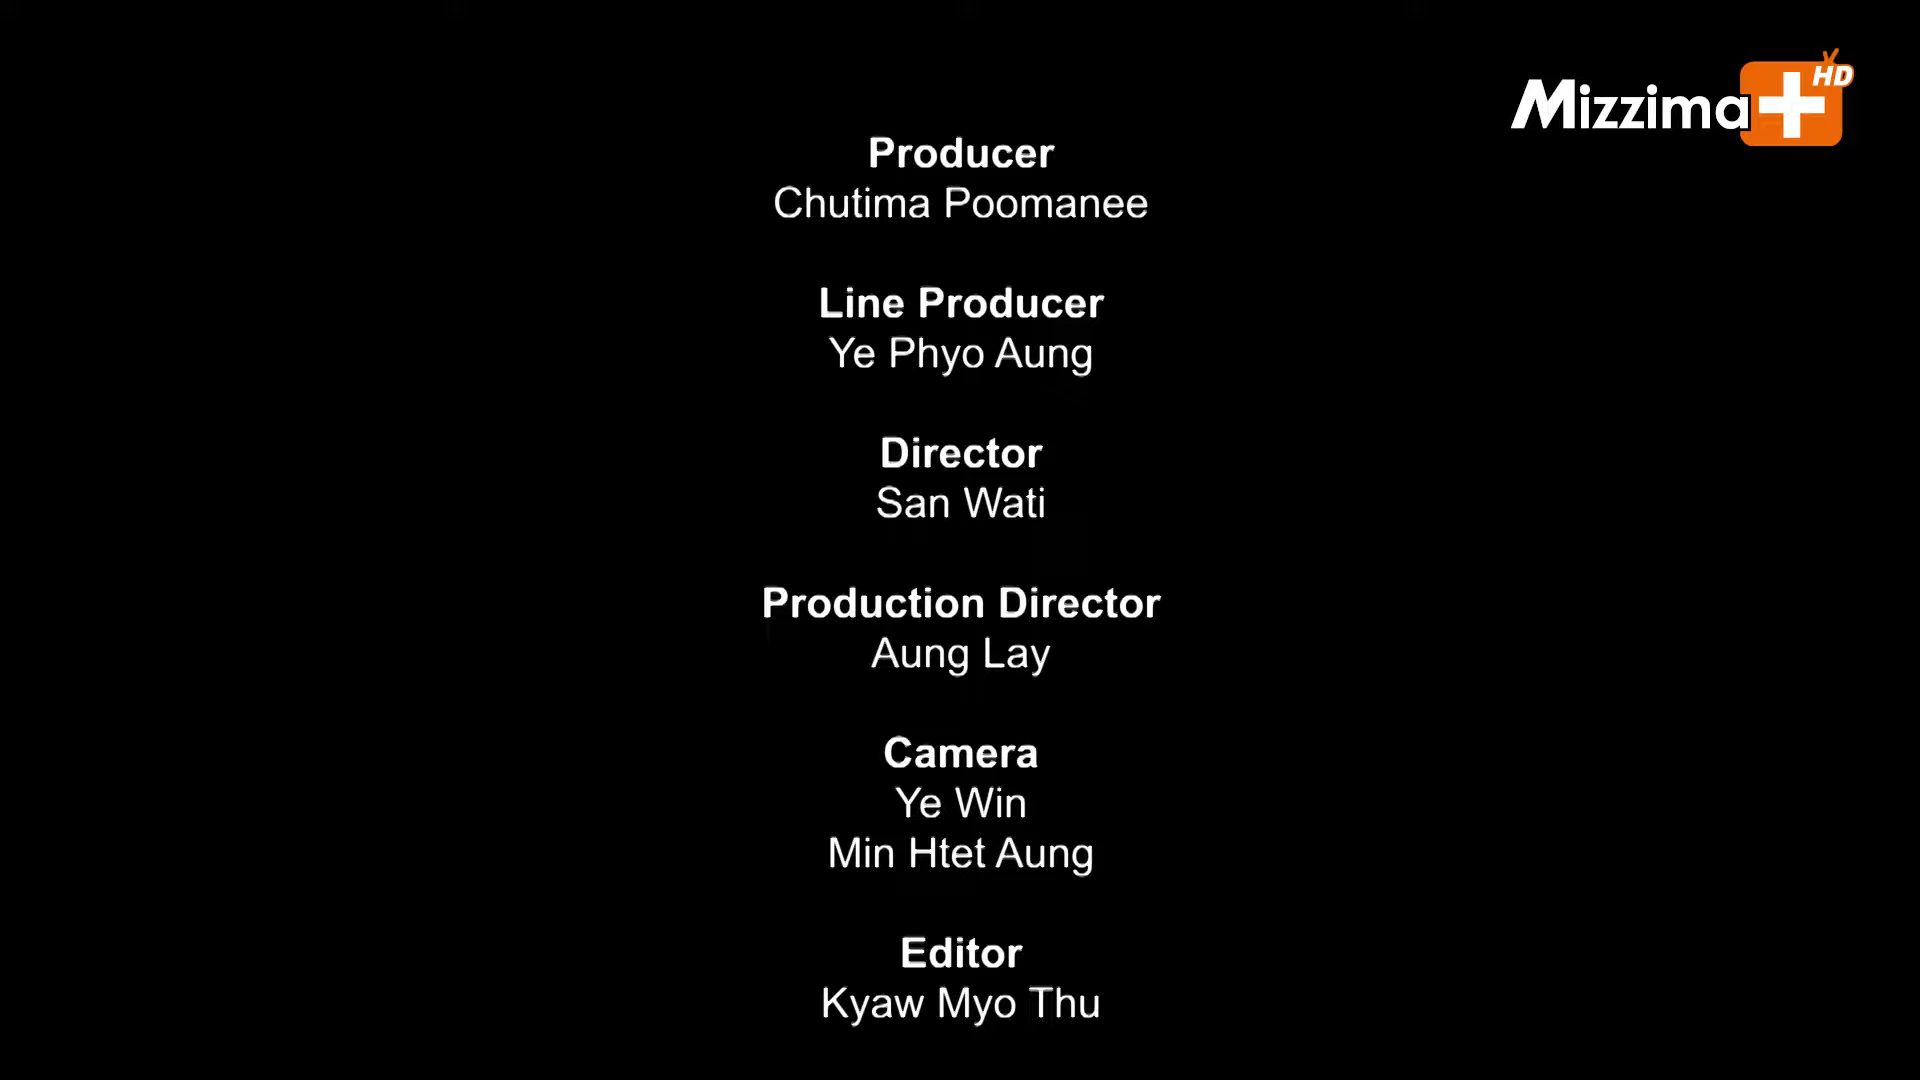 Mizzima+ HD
Producer
Chutima Poomanee
Line Producer
Ye Phyo Aung
Director
San Wati
Production Director
Aung Lay
Camera
Ye Win
Min Htet Aung
Editor
Kyaw Myo Thu